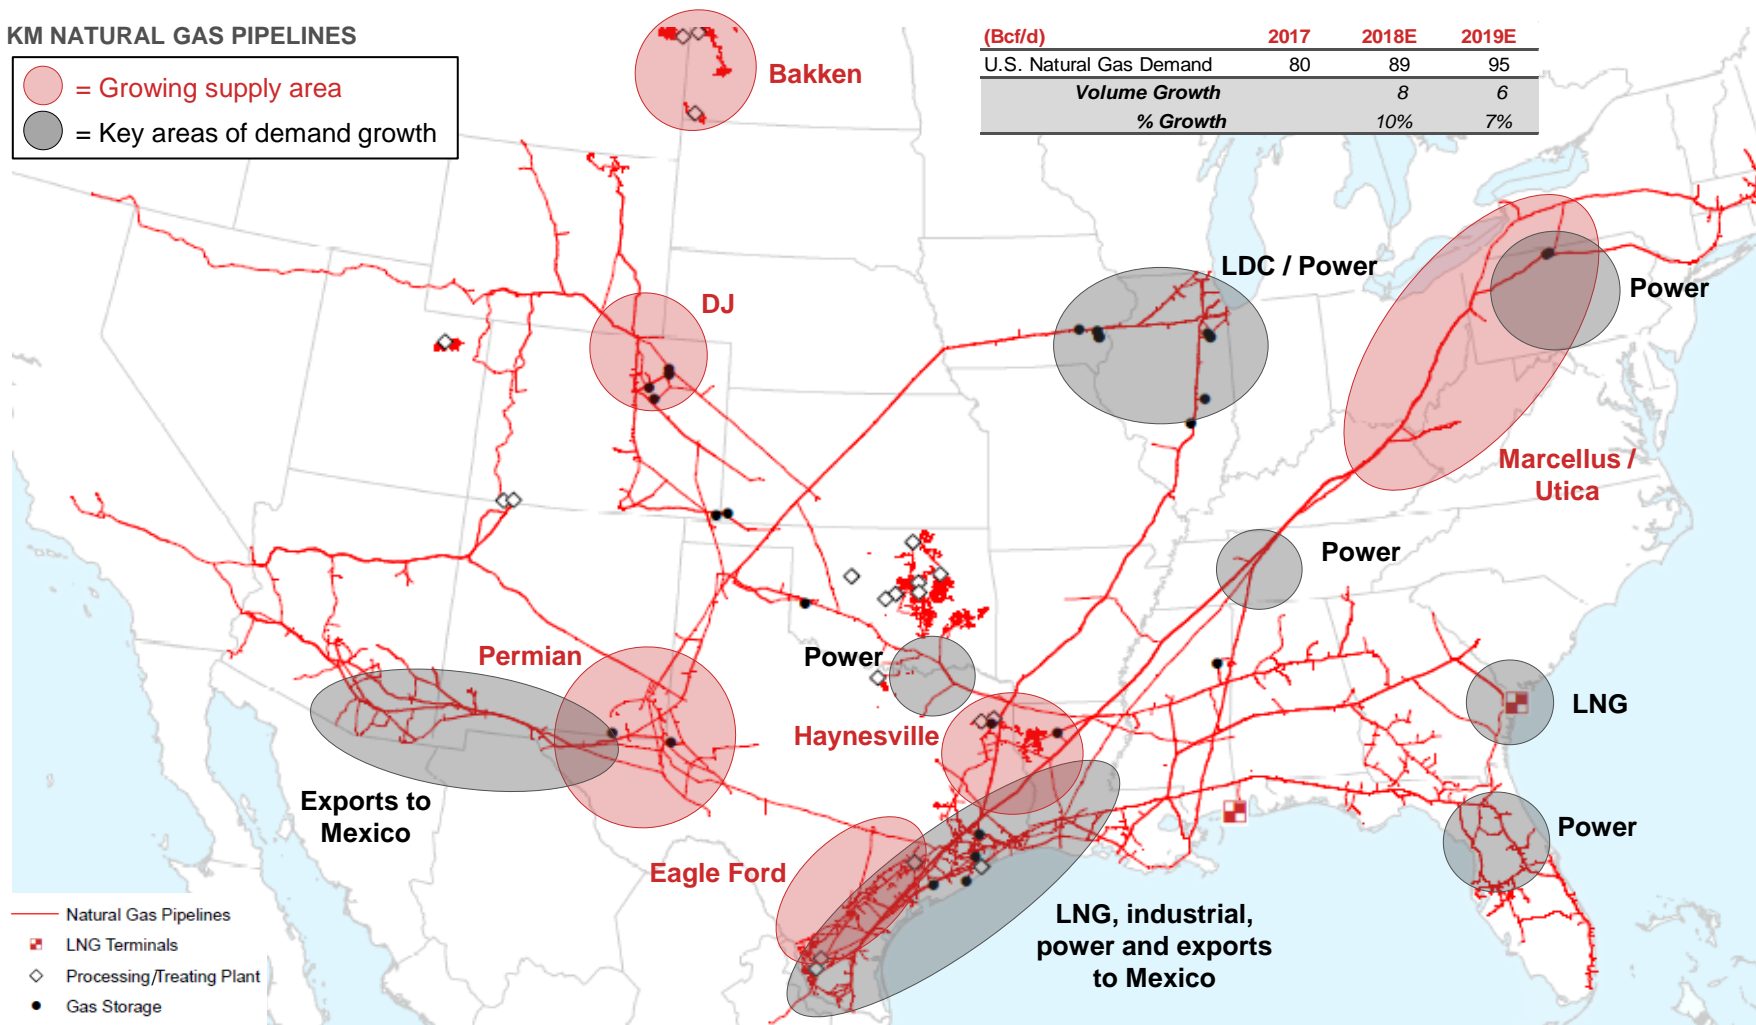 KM NATURAL GAS PIPELINES
= Growing supply area
= Key areas of demand growth
(Bcf/d) 2017 2018E 2019E
U.S. Natural Gas Demand 80 89 95
Volume Growth 8 6
% Growth 10% 7%
Bakken
DJ
LDC / Power
Power
Marcellus /
Utica
Power
Permian
Power
Haynesville
LNG
Exports to
Mexico
Eagle Ford
Power
LNG, industrial,
power and exports
to Mexico
Natural Gas Pipelines
LNG Terminals
Processing/Treating Plant
Gas Storage